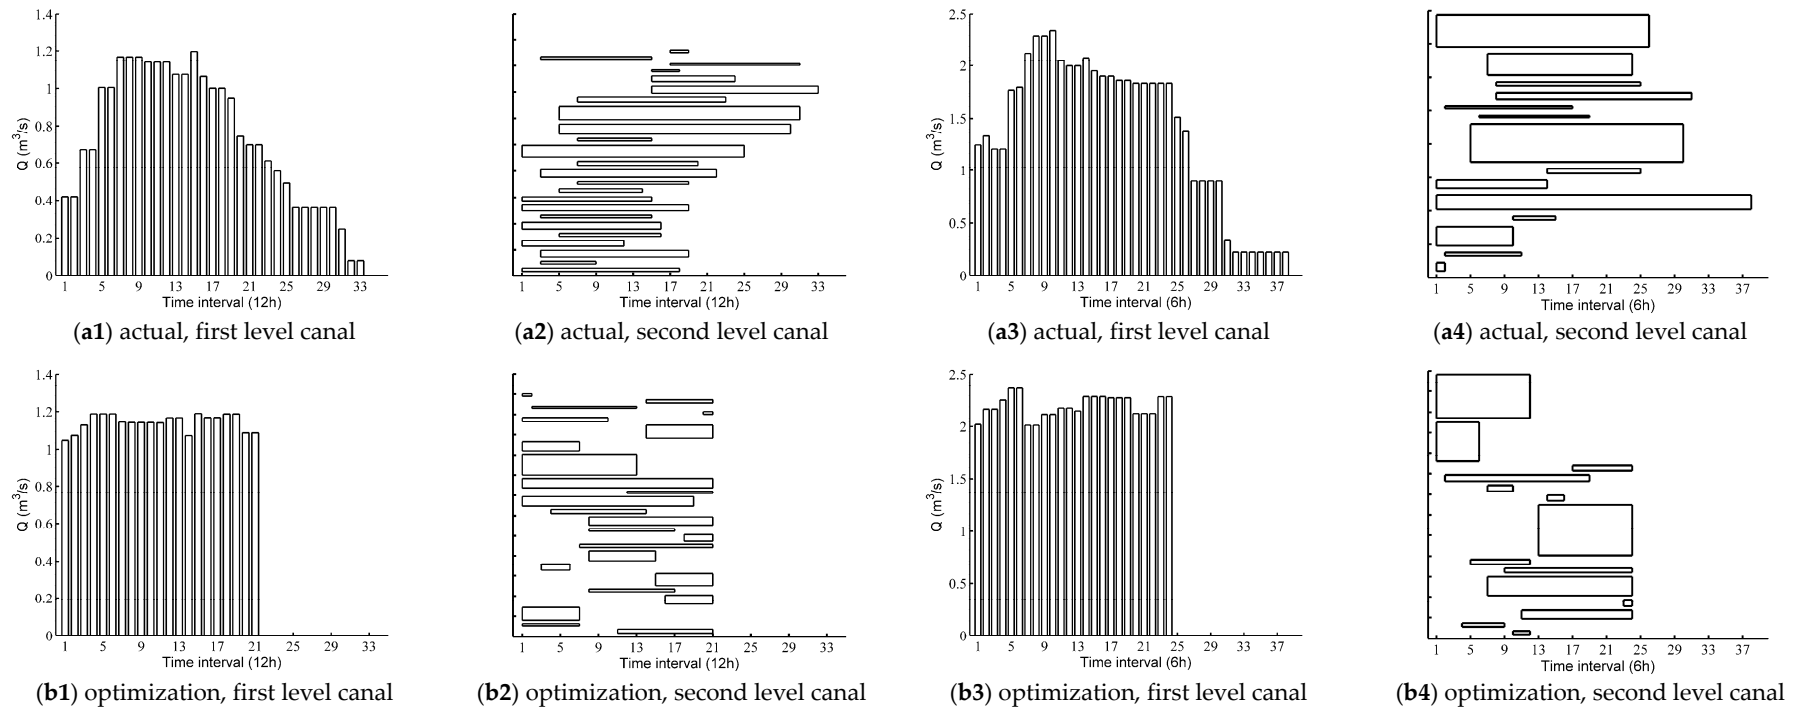 1.4
1.2
1
0.8
0.6
0.4
0.2
0
Q (m³/s)
1 5 9 13 17 21 25 29 33
Time interval (12h)
(a1) actual, first level canal
1 5 9 13 17 21 25 29 33
Time interval (12h)
(a2) actual, second level canal
2.5
2
1.5
1
0.5
0
Q (m³/s)
1 5 9 13 17 21 25 29 33 37
Time interval (6h)
(a3) actual, first level canal
1 5 9 13 17 21 25 29 33 37
Time interval (6h)
(a4) actual, second level canal
1.4
1.2
1
0.8
0.6
0.4
0.2
0
Q (m³/s)
1 5 9 13 17 21 25 29 33
Time interval (12h)
(b1) optimization, first level canal
1 5 9 13 17 21 25 29 33
Time interval (12h)
(b2) optimization, second level canal
2.5
2
1.5
1
0.5
0
Q (m³/s)
1 5 9 13 17 21 25 29 33 37
Time interval (6h)
(b3) optimization, first level canal
1 5 9 13 17 21 25 29 33 37
Time interval (6h)
(b4) optimization, second level canal